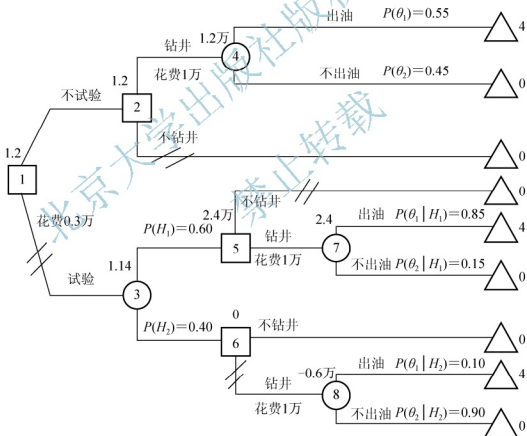 出油 P(θ₁)=0.55
4
1.2万
钻井
4
花费1万
不出油 P(θ₂)=0.45
0
1.2
不试验
2
不钻井
0
1.2
1
不钻井
0
花费0.3万
2.4万
2.4
出油 P(θ₁|H₁)=0.85
4
P(H₁)=0.60
钻井
5
7
1.14
花费1万
不出油 P(θ₂|H₁)=0.15
0
试验
3
0
P(H₂)=0.40
不钻井
6
0
-0.6万
出油 P(θ₁|H₂)=0.10
4
钻井
8
花费1万
不出油 P(θ₂|H₂)=0.90
0
北京大学出版社版权
禁止转载